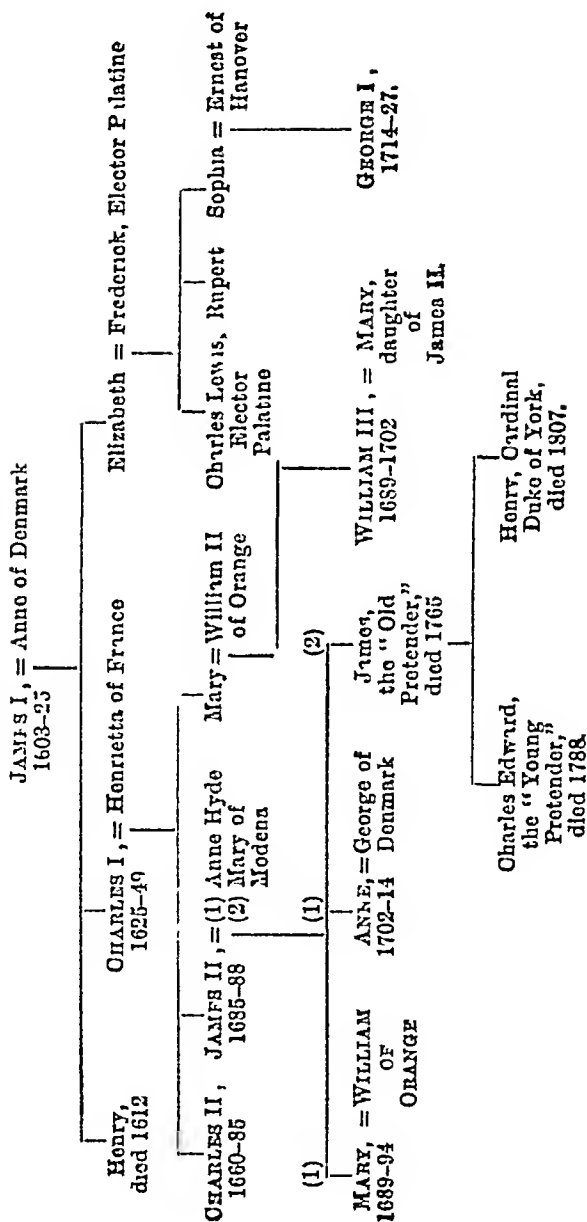 JAMES I, = Anne of Denmark
1603–25
Henry,
died 1612
CHARLES I, = Henrietta of France
1625–49
Elizabeth = Frederick, Elector Palatine
CHARLES II,
1660–85
JAMES II, = (1) Anne Hyde
1685–88 (2) Mary of
Modena
Mary = William II
of Orange
Charles Lewis,
Elector
Palatine
Rupert
Sophia = Ernest of
Hanover
(1)
MARY, = WILLIAM
1689–94 OF
ORANGE
(1)
ANNE, = George of
1702–14 Denmark
(2)
James,
the "Old
Pretender,"
died 1765
WILLIAM III, = MARY,
1689–1702 daughter
of
James II.
GEORGE I,
1714–27.
Charles Edward,
the "Young
Pretender,"
died 1788.
Henry, Cardinal
Duke of York,
died 1807.